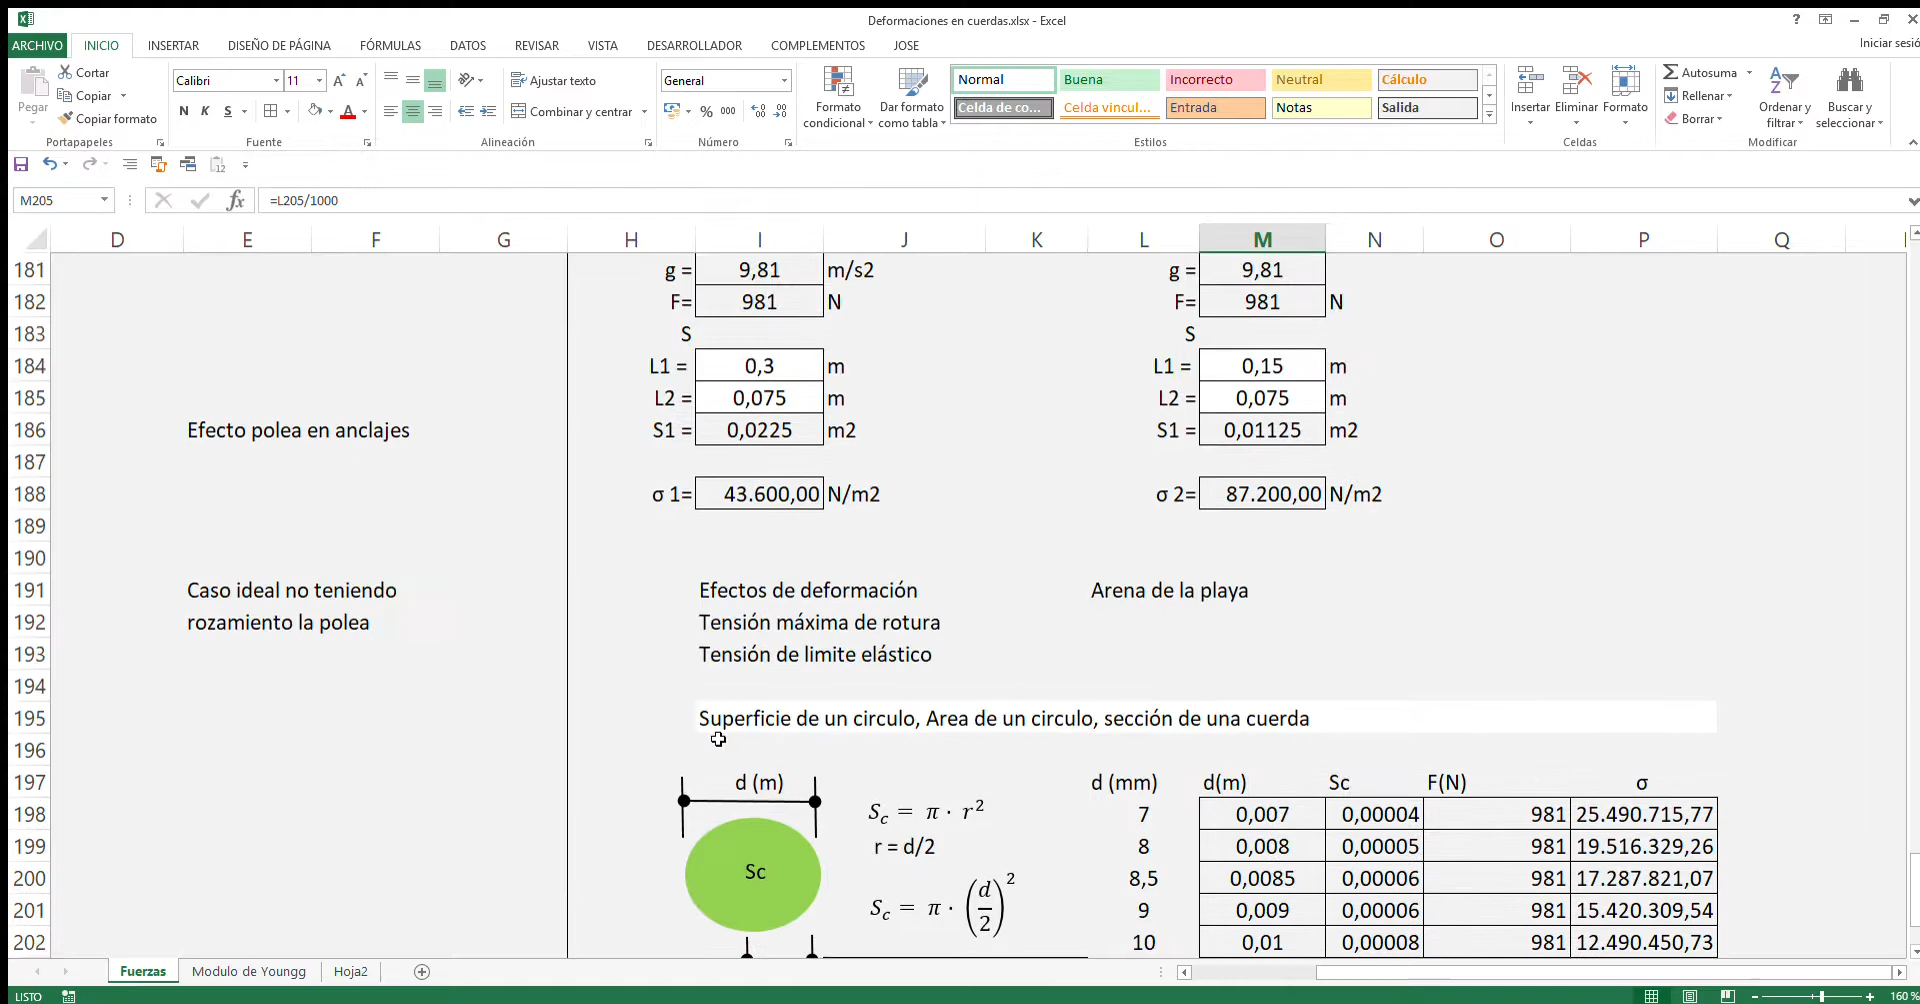 Deformaciones en cuerdas.xlsx - Excel
?
ARCHIVO INICIO INSERTAR DISEÑO DE PÁGINA FÓRMULAS DATOS REVISAR VISTA DESARROLLADOR COMPLEMENTOS JOSE
Iniciar sesió
Pegar
Cortar
Copiar
Copiar formato
Portapapeles
Calibri 11
N K S
Fuente
Ajustar texto
Combinar y centrar
Alineación
General
% 000
Número
Formato condicional
Dar formato como tabla
Normal Buena Incorrecto Neutral Cálculo
Celda de co... Celda vincul... Entrada Notas Salida
Estilos
Insertar Eliminar Formato
Celdas
Autosuma
Rellenar
Borrar
Ordenar y filtrar
Buscar y seleccionar
Modificar
M205 fx =L205/1000
D E F G H I J K L M N O P Q
181 g = 9,81 m/s2 g = 9,81
182 F= 981 N F= 981 N
183 S S
184 L1 = 0,3 m L1 = 0,15 m
185 L2 = 0,075 m L2 = 0,075 m
186 Efecto polea en anclajes S1 = 0,0225 m2 S1 = 0,01125 m2
187
188 σ 1= 43.600,00 N/m2 σ 2= 87.200,00 N/m2
189
190
191 Caso ideal no teniendo Efectos de deformación Arena de la playa
192 rozamiento la polea Tensión máxima de rotura
193 Tensión de limite elástico
194
195 Superficie de un circulo, Area de un circulo, sección de una cuerda
196
197 d (m) d (mm) d(m) Sc F(N) σ
198 S_c = π · r² 7 0,007 0,00004 981 25.490.715,77
199 r = d/2 8 0,008 0,00005 981 19.516.329,26
Sc
200 8,5 0,0085 0,00006 981 17.287.821,07
201 S_c = π · (d/2)² 9 0,009 0,00006 981 15.420.309,54
202 10 0,01 0,00008 981 12.490.450,73
Fuerzas Modulo de Youngg Hoja2
LISTO 160 %